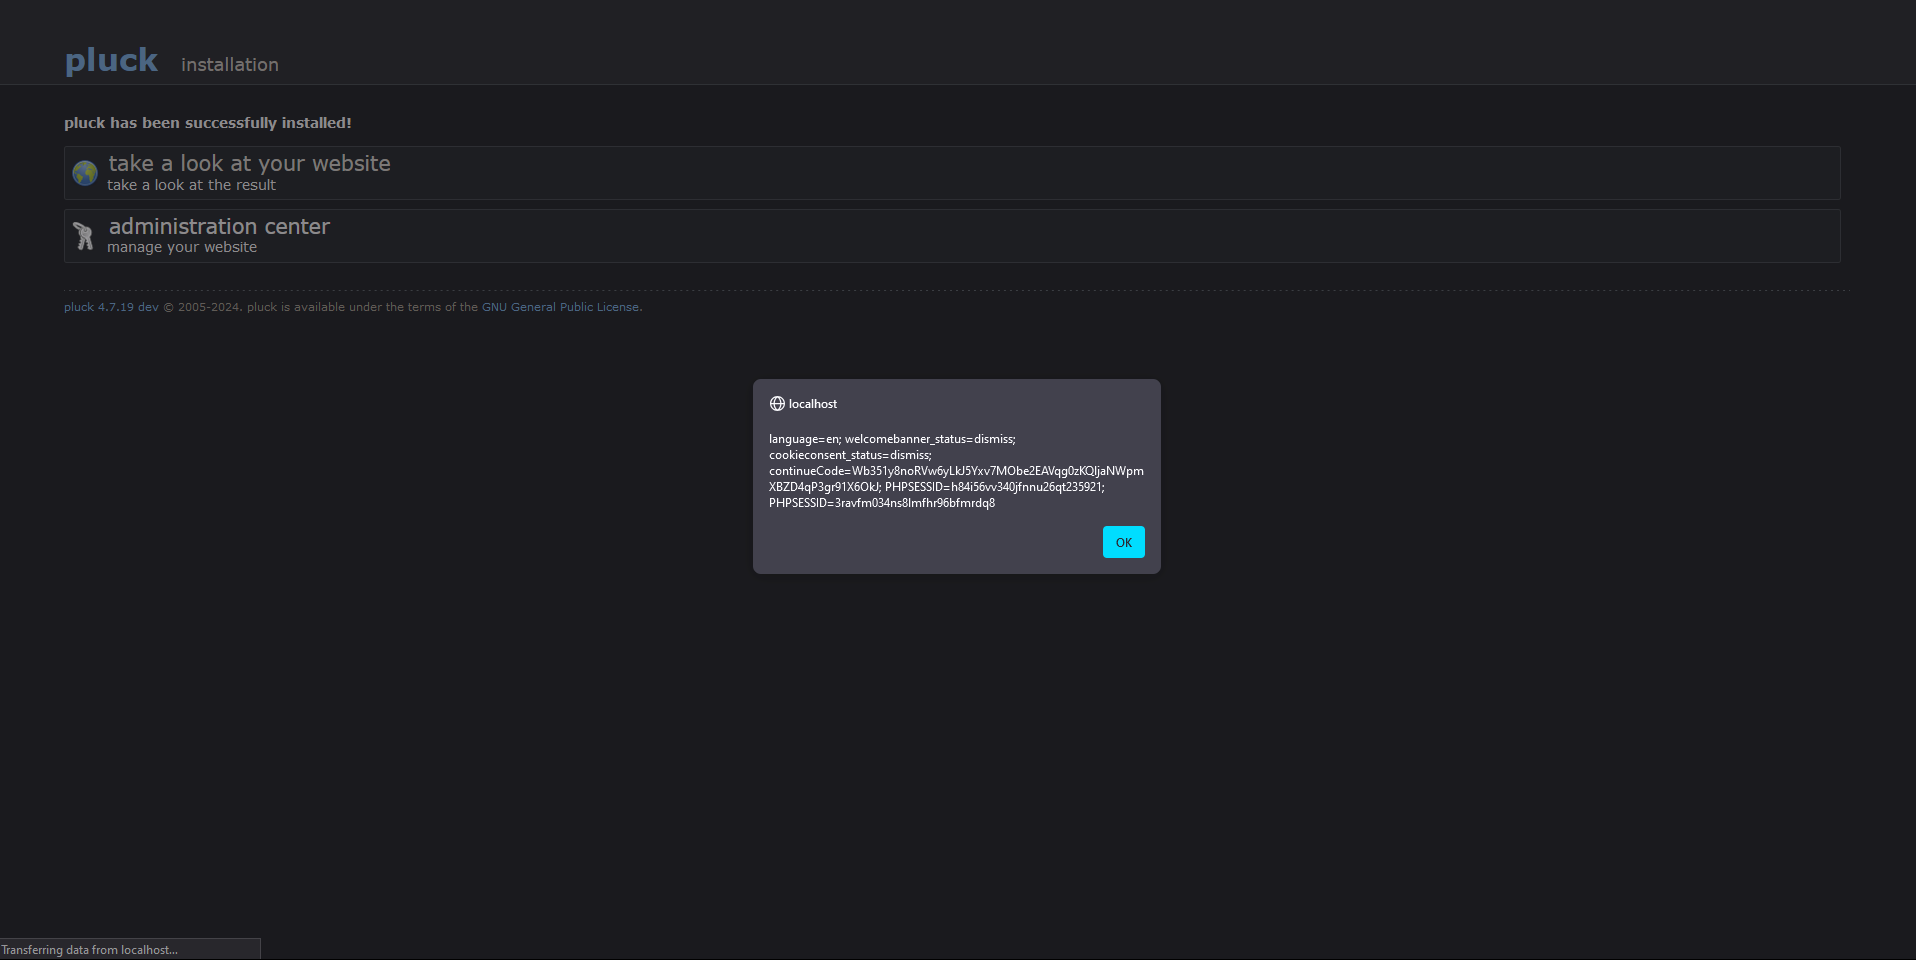 pluck installation
pluck has been successfully installed!
take a look at your website
take a look at the result
administration center
manage your website
pluck 4.7.19 dev © 2005-2024. pluck is available under the terms of the GNU General Public License.
localhost
language=en; welcomebanner_status=dismiss;
cookieconsent_status=dismiss;
continueCode=Wb351y8noRVw6yLkJ5Yxv7MObe2EAVqg0zKQljaNWpm
XBZD4qP3gr91X6OkJ; PHPSESSID=h84i56vv340jfnnu26qt235921;
PHPSESSID=3ravfm034ns8lmfhr96bfmrdq8
OK
Transferring data from localhost...